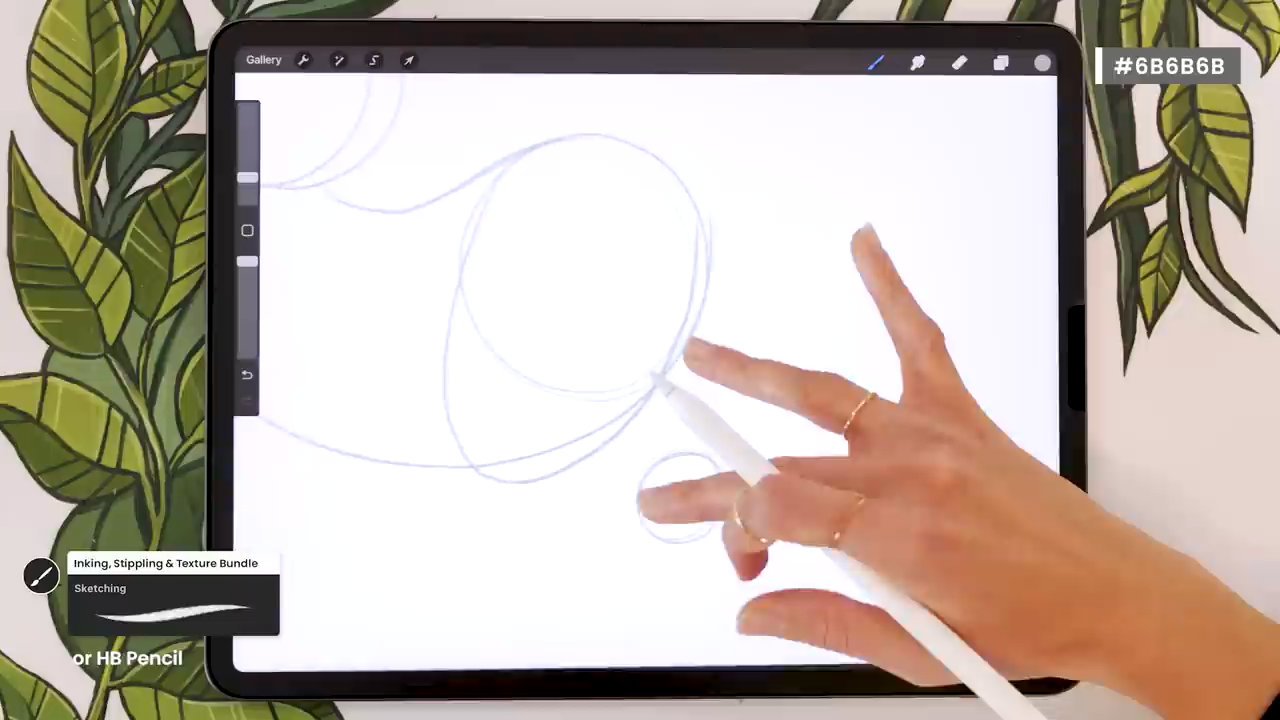 Gallery
#6B6B6B
Inking, Stippling & Texture Bundle
Sketching
or HB Pencil